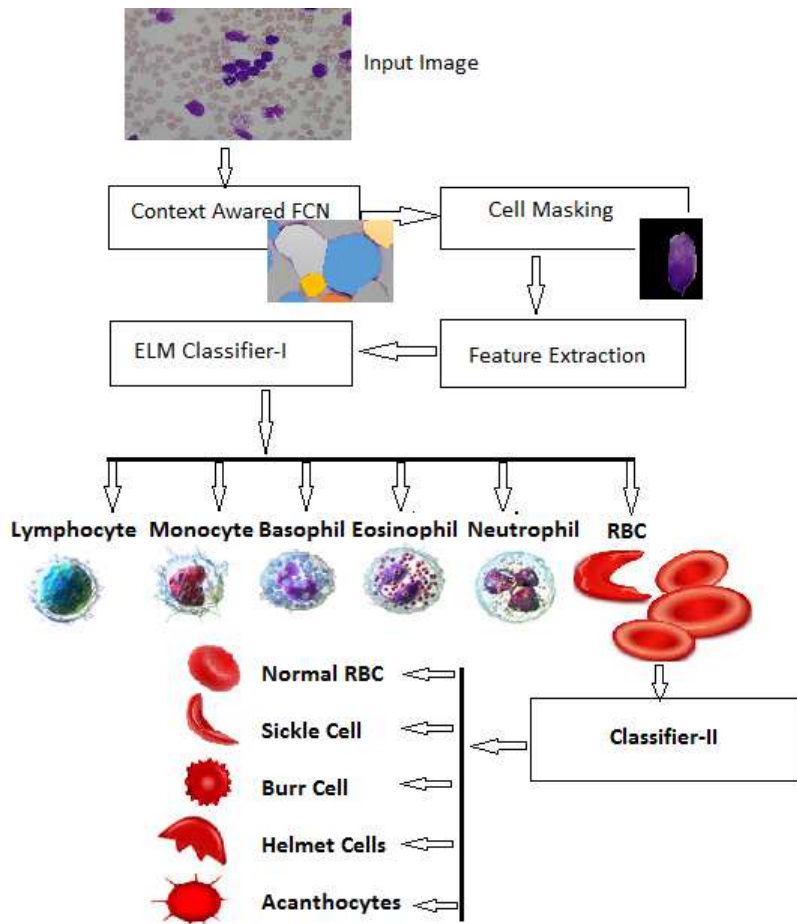 Input Image
Context Awared FCN
Cell Masking
ELM Classifier-I
Feature Extraction
Lymphocyte Monocyte Basophil Eosinophil Neutrophil RBC
Normal RBC
Sickle Cell
Classifier-II
Burr Cell
Helmet Cells
Acanthocytes